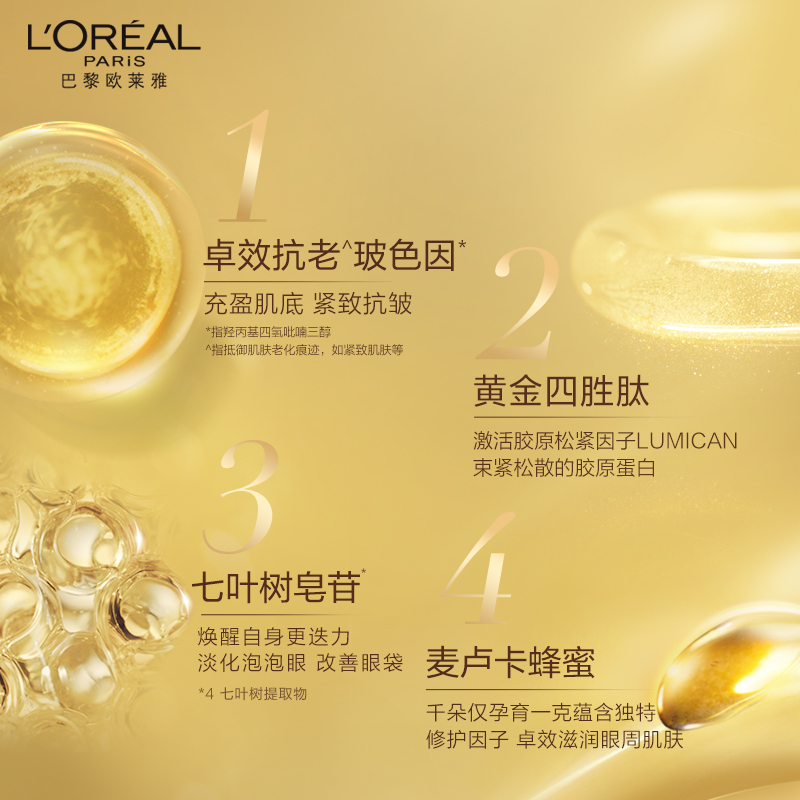 L'ORÉAL
PARiS
巴黎欧莱雅
1
卓效抗老^玻色因*
充盈肌底 紧致抗皱
*指羟丙基四氢吡喃三醇
^指抵御肌肤老化痕迹，如紧致肌肤等
2
黄金四胜肽
激活胶原松紧因子LUMICAN
束紧松散的胶原蛋白
3
七叶树皂苷*
焕醒自身更迭力
淡化泡泡眼 改善眼袋
*4 七叶树提取物
4
麦卢卡蜂蜜
千朵仅孕育一克蕴含独特
修护因子 卓效滋润眼周肌肤